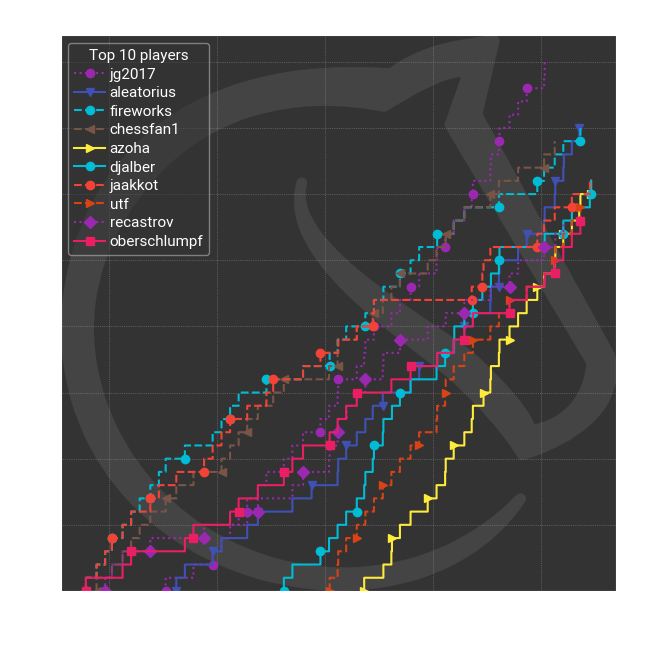 Top 10 players
jg2017
aleatorius
fireworks
chessfan1
azoha
djalber
jaakkot
utf
recastrov
oberschlumpf